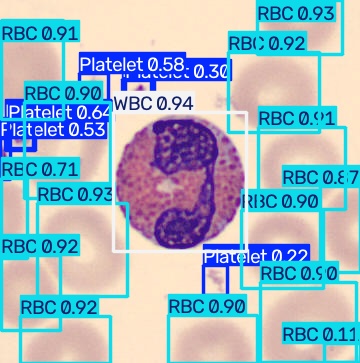 RBC 0.93
RBC 0.91
RBC 0.92
Platelet 0.58
Platelet 0.30
RBC 0.90
WBC 0.94
Platelet 0.64
RBC 0.91
Platelet 0.53
RBC 0.71
RBC 0.87
RBC 0.93
RBC 0.90
RBC 0.92
Platelet 0.22
RBC 0.90
RBC 0.92
RBC 0.90
RBC 0.11